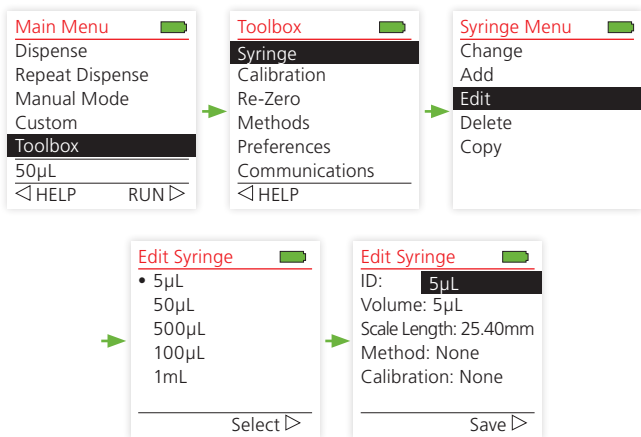 Main Menu
Dispense
Repeat Dispense
Manual Mode
Custom
Toolbox
50µL
HELP RUN
Toolbox
Syringe
Calibration
Re-Zero
Methods
Preferences
Communications
HELP
Syringe Menu
Change
Add
Edit
Delete
Copy
Edit Syringe
• 5µL
50µL
500µL
100µL
1mL
Select
Edit Syringe
ID: 5µL
Volume: 5µL
Scale Length: 25.40mm
Method: None
Calibration: None
Save